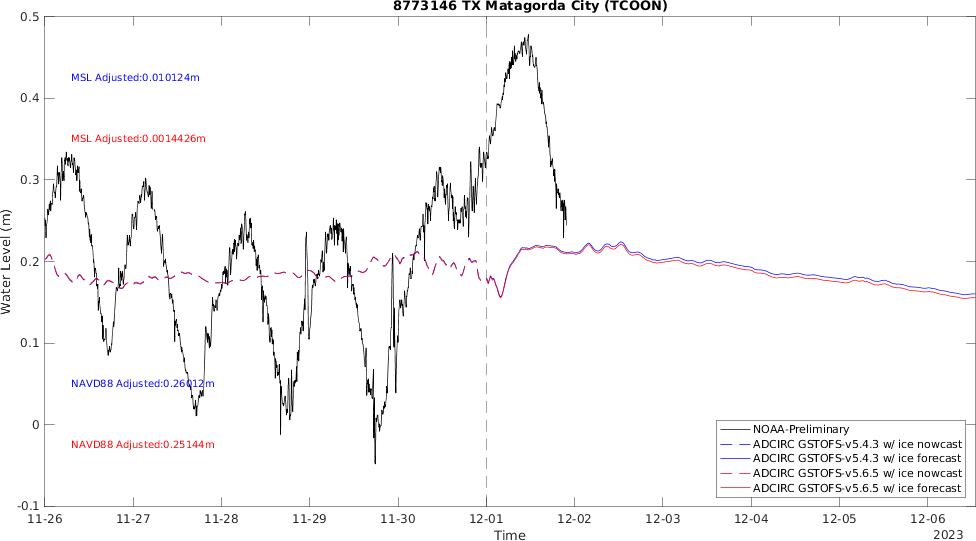 8773146 TX Matagorda City (TCOON)
0.5
0.4
0.3
0.2
0.1
0
-0.1
Water Level (m)
MSL Adjusted:0.010124m
MSL Adjusted:0.0014426m
NAVD88 Adjusted:0.26012m
NAVD88 Adjusted:0.25144m
NOAA-Preliminary
ADCIRC GSTOFS-v5.4.3 w/ ice nowcast
ADCIRC GSTOFS-v5.4.3 w/ ice forecast
ADCIRC GSTOFS-v5.6.5 w/ ice nowcast
ADCIRC GSTOFS-v5.6.5 w/ ice forecast
11-26 11-27 11-28 11-29 11-30 12-01 12-02 12-03 12-04 12-05 12-06
Time
2023